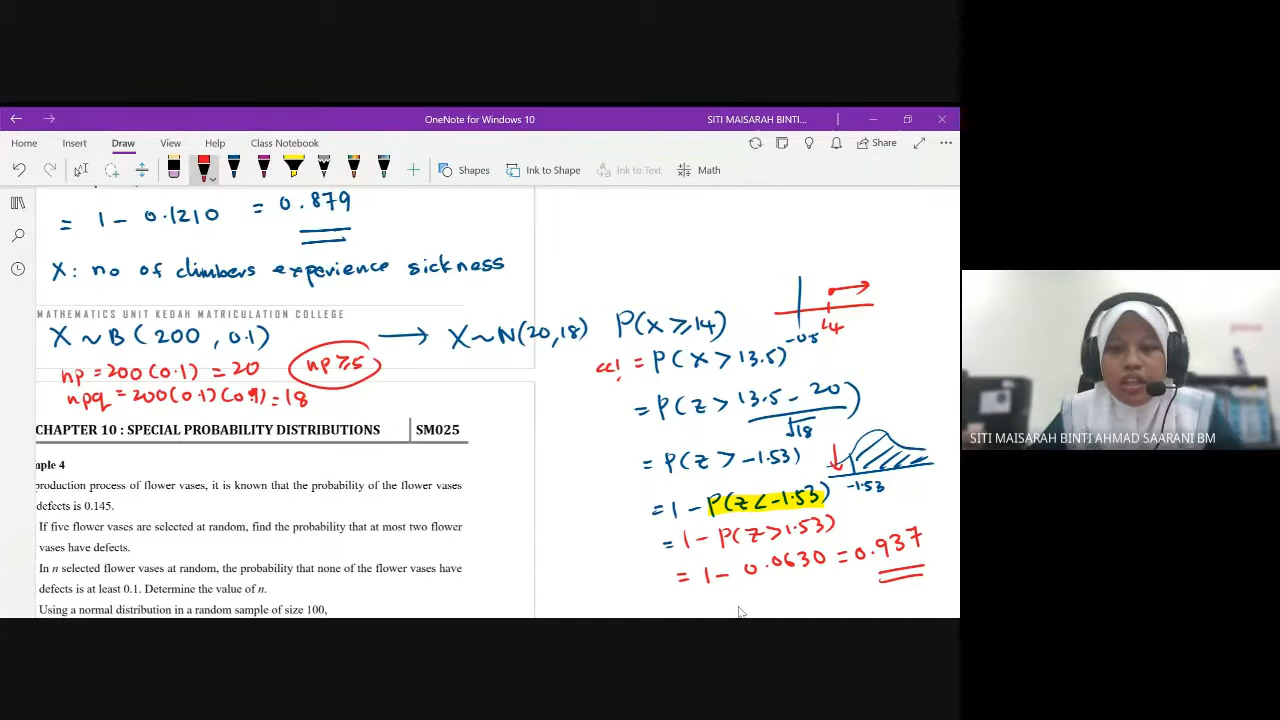 OneNote for Windows 10
SITI MAISARAH BINTI...
Home
Insert
Draw
View
Help
Class Notebook
Share
Shapes
Ink to Shape
Ink to Text
Math
= 1 - 0.1210 = 0.879
X: no of climbers experience sickness
MATHEMATICS UNIT KEDAH MATRICULATION COLLEGE
X ~ B(200, 0.1) → X ~ N(20,18)
np = 200(0.1) = 20
np ≥ 5
npq = 200(0.1)(0.9) = 18
P(X ≥ 14)
14
-0.5
cc! = P(X > 13.5)
= P(Z > 13.5 - 20 / √18)
= P(Z > -1.53)
-1.53
= 1 - P(Z < -1.53)
= 1 - P(Z > 1.53)
= 1 - 0.0630 = 0.937
CHAPTER 10 : SPECIAL PROBABILITY DISTRIBUTIONS SM025
mple 4
production process of flower vases, it is known that the probability of the flower vases
defects is 0.145.
If five flower vases are selected at random, find the probability that at most two flower
vases have defects.
In n selected flower vases at random, the probability that none of the flower vases have
defects is at least 0.1. Determine the value of n.
Using a normal distribution in a random sample of size 100,
SITI MAISARAH BINTI AHMAD SAARANI BM